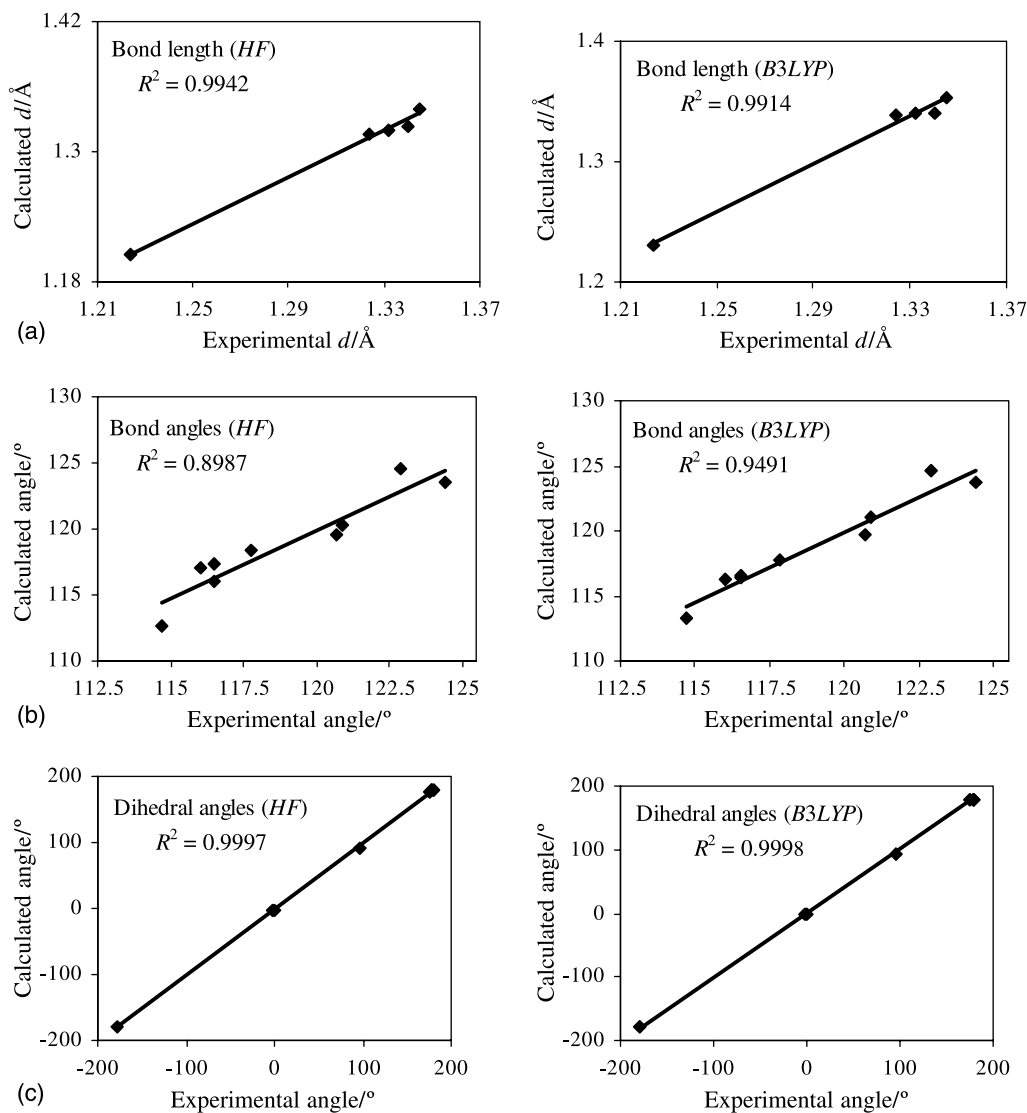 1.42
Bond length (HF)
R² = 0.9942
1.3
1.18
Calculated d/Å
1.21 1.25 1.29 1.33 1.37
Experimental d/Å
1.4
Bond length (B3LYP)
R² = 0.9914
1.3
1.2
Calculated d/Å
1.21 1.25 1.29 1.33 1.37
Experimental d/Å
(a)
130
Bond angles (HF)
R² = 0.8987
125
120
115
110
Calculated angle/º
112.5 115 117.5 120 122.5 125
Experimental angle/º
130
Bond angles (B3LYP)
R² = 0.9491
125
120
115
110
Calculated angle/º
112.5 115 117.5 120 122.5 125
Experimental angle/º
(b)
200
Dihedral angles (HF)
R² = 0.9997
100
0
-100
-200
Calculated angle/º
-200 -100 0 100 200
Experimental angle/º
200
Dihedral angles (B3LYP)
R² = 0.9998
100
0
-100
-200
Calculated angle/º
-200 -100 0 100 200
Experimental angle/º
(c)